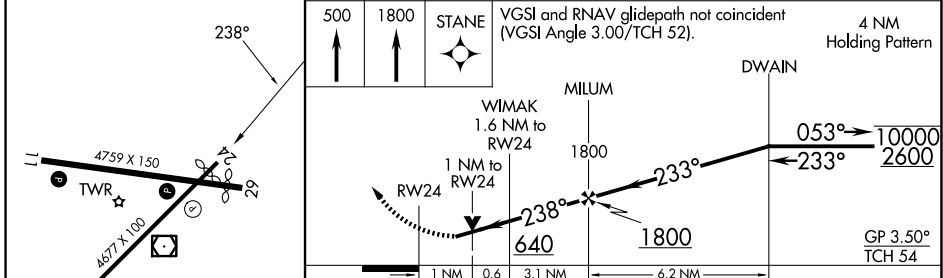 238°
11
4759 X 150
24
29
P
TWR
P
P
4677 X 100
500
1800
STANE
VGSI and RNAV glidepath not coincident
(VGSI Angle 3.00/TCH 52).
4 NM
Holding Pattern
DWAIN
MILUM
WIMAK
1.6 NM to
RW24
1 NM to
RW24
RW24
1800
053°
10000
2600
233°
233°
238°
640
1800
GP 3.50°
TCH 54
1 NM
0.6
3.1 NM
6.2 NM